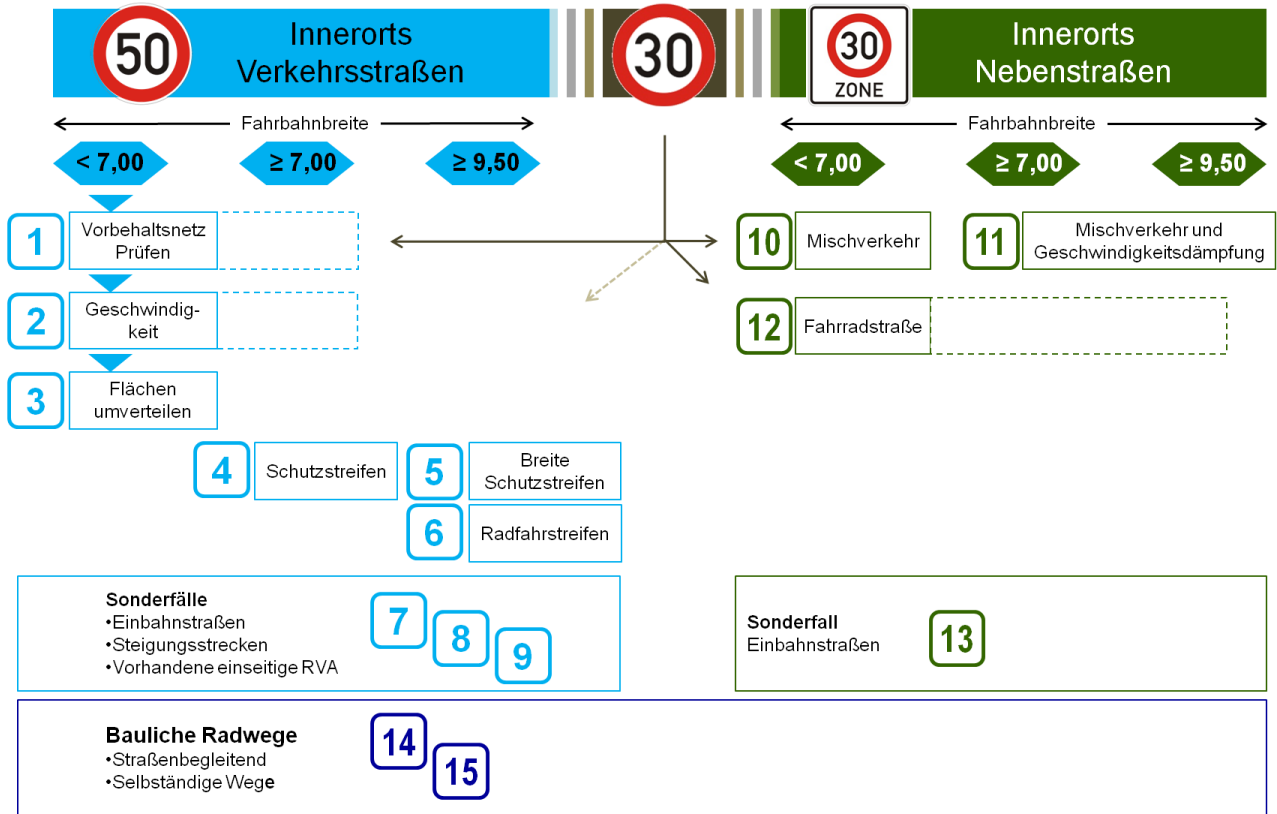 50
Innerorts
Verkehrsstraßen
30
30
ZONE
Innerorts
Nebenstraßen
Fahrbahnbreite
Fahrbahnbreite
< 7,00
≥ 7,00
≥ 9,50
< 7,00
≥ 7,00
≥ 9,50
1
Vorbehaltsnetz
Prüfen
10
Mischverkehr
11
Mischverkehr und
Geschwindigkeitsdämpfung
2
Geschwindig-
keit
12
Fahrradstraße
3
Flächen
umverteilen
4
Schutzstreifen
5
Breite
Schutzstreifen
6
Radfahrstreifen
Sonderfälle
•Einbahnstraßen
•Steigungsstrecken
•Vorhandene einseitige RVA
7
8
9
Sonderfall
Einbahnstraßen
13
Bauliche Radwege
•Straßenbegleitend
•Selbständige Wege
14
15